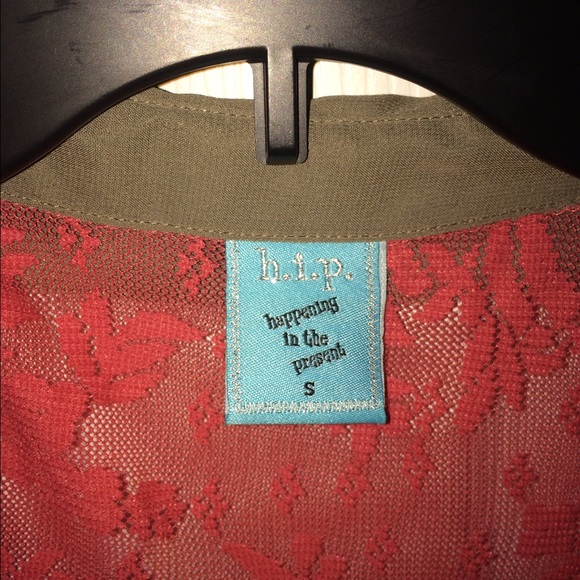 h.i.p.
happening
in the
present
S